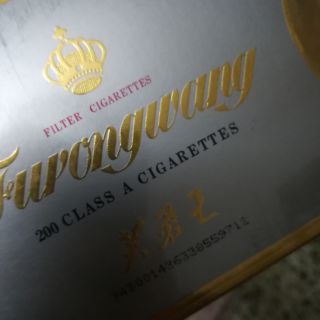 FILTER CIGARETTES
Furongwang
200 CLASS A CIGARETTES
芙蓉王